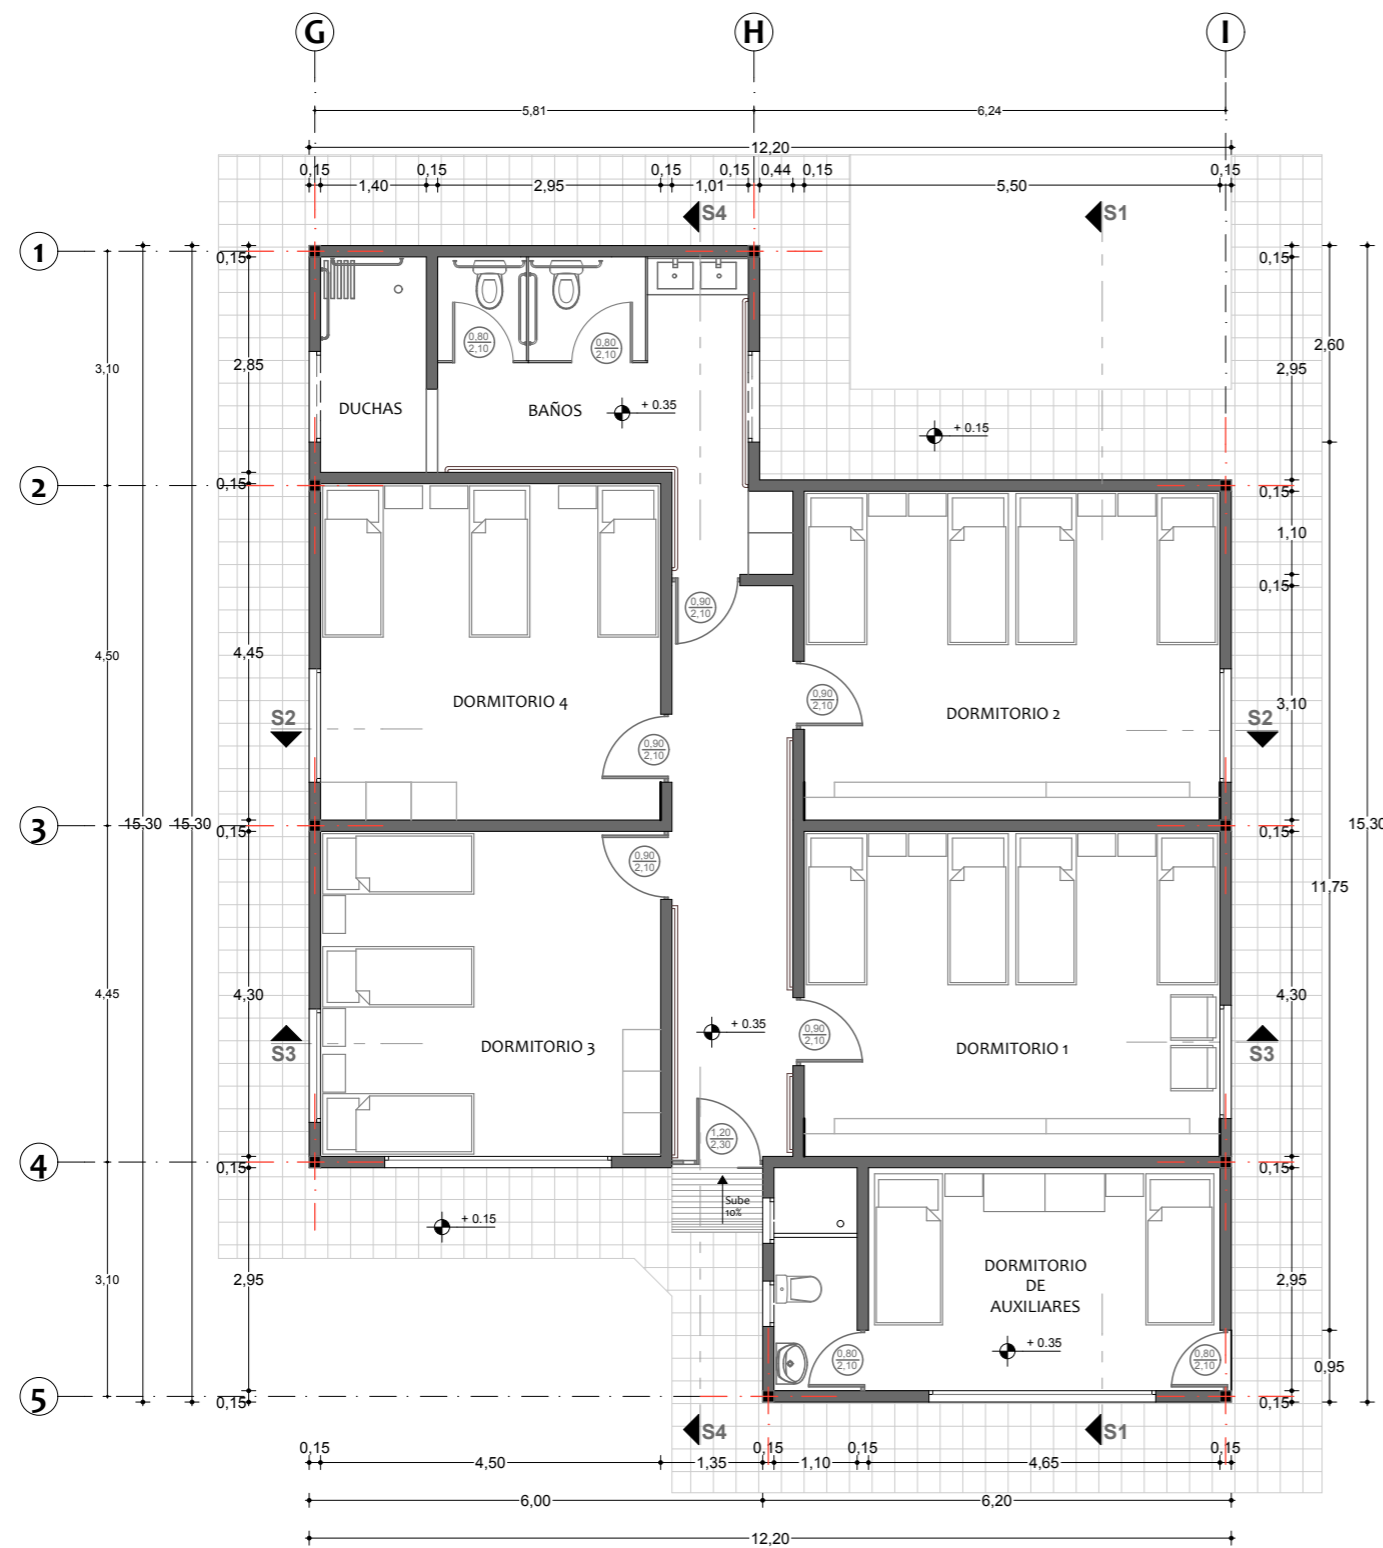 G H I
5,81 6,24
12,20
0,15 0,15 0,15 0,15 0,44 0,15 0,15
1,40 2,95 1,01 5,50
S4 S1
1
0,15 0,15
3,10 2,85 2,60
2,95
0,80
2,10
0,80
2,10
DUCHAS BAÑOS + 0.35
+ 0.15
2
0,15 0,15
1,10
0,15
0,90
2,10
4,50 4,45
DORMITORIO 4
0,90
2,10
3,10
DORMITORIO 2
S2 S2
0,90
2,10
3
15,30 15,30 0,15 0,15 15,30
0,90
2,10
11,75
4,45 4,30 4,30
+ 0.35
0,90
2,10
DORMITORIO 3 DORMITORIO 1
S3 S3
1,20
2,30
4
0,15 0,15
Sube
10%
+ 0.15
3,10 2,95 2,95
DORMITORIO
DE
AUXILIARES
+ 0.35
0,80
2,10
0,80
2,10
0,95
5
0,15 0,15
S4 S1
0,15 0,15 0,15 0,15
4,50 1,35 1,10 4,65
6,00 6,20
12,20